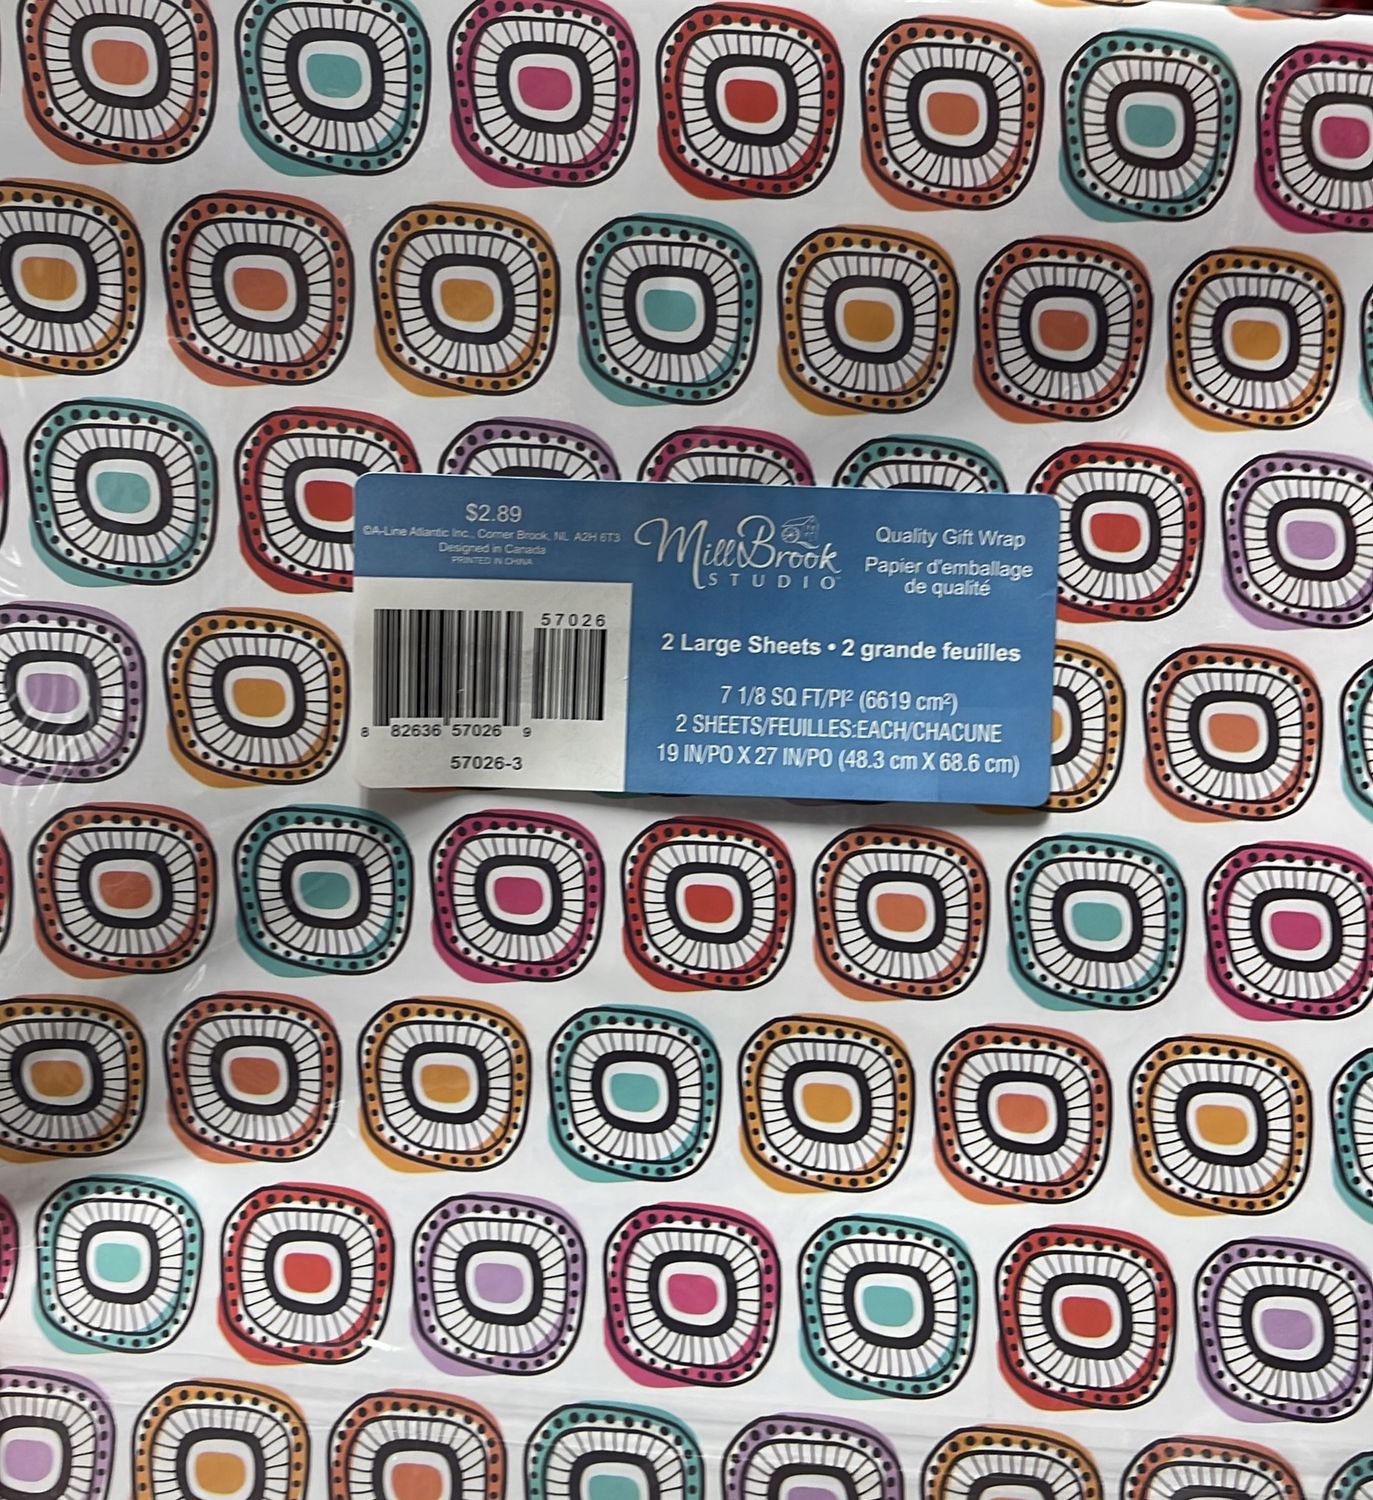 $2.89
©A-Line Atlantic Inc., Corner Brook, NL A2H 6T3
Designed in Canada
PRINTED IN CHINA
57026
8 82636 57026 9
57026-3
MillBrook
STUDIO™
Quality Gift Wrap
Papier d'emballage
de qualité
2 Large Sheets • 2 grande feuilles
7 1/8 SQ FT/PI² (6619 cm²)
2 SHEETS/FEUILLES:EACH/CHACUNE
19 IN/PO X 27 IN/PO (48.3 cm X 68.6 cm)